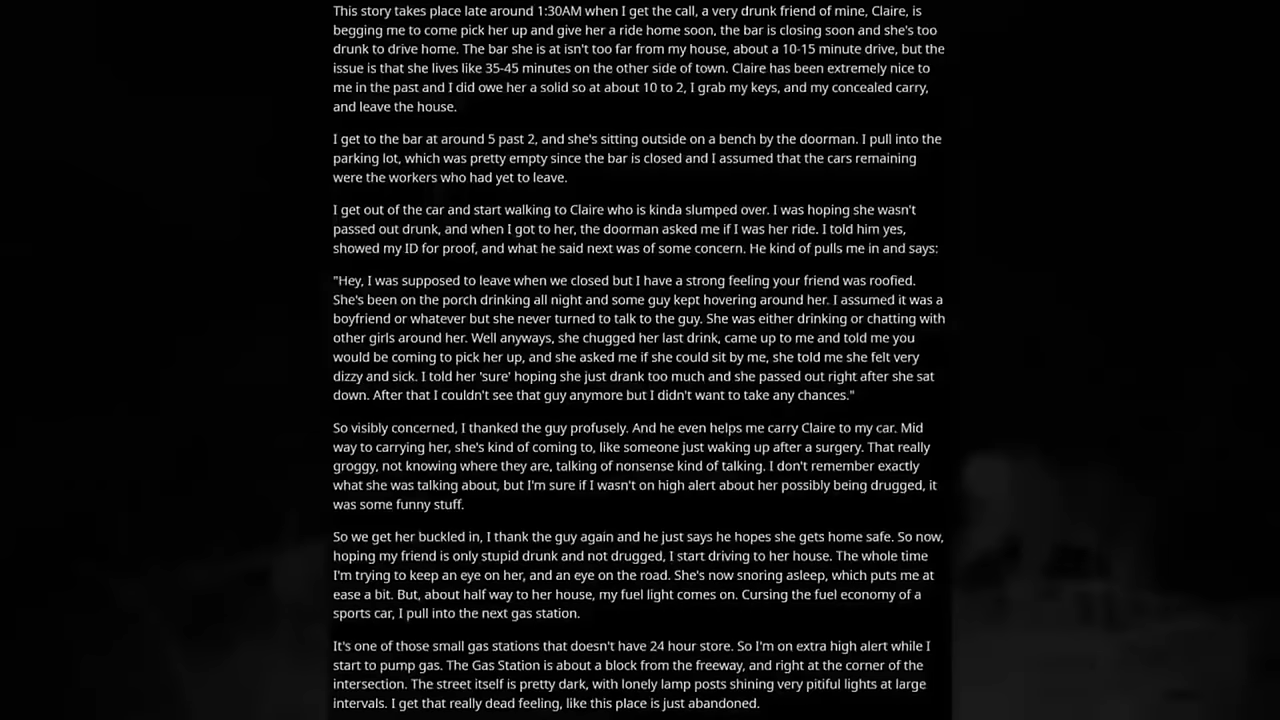 This story takes place late around 1:30AM when I get the call, a very drunk friend of mine, Claire, is
begging me to come pick her up and give her a ride home soon, the bar is closing soon and she's too
drunk to drive home. The bar she is at isn't too far from my house, about a 10-15 minute drive, but the
issue is that she lives like 35-45 minutes on the other side of town. Claire has been extremely nice to
me in the past and I did owe her a solid so at about 10 to 2, I grab my keys, and my concealed carry,
and leave the house.
I get to the bar at around 5 past 2, and she's sitting outside on a bench by the doorman. I pull into the
parking lot, which was pretty empty since the bar is closed and I assumed that the cars remaining
were the workers who had yet to leave.
I get out of the car and start walking to Claire who is kinda slumped over. I was hoping she wasn't
passed out drunk, and when I got to her, the doorman asked me if I was her ride. I told him yes,
showed my ID for proof, and what he said next was of some concern. He kind of pulls me in and says:
"Hey, I was supposed to leave when we closed but I have a strong feeling your friend was roofied.
She's been on the porch drinking all night and some guy kept hovering around her. I assumed it was a
boyfriend or whatever but she never turned to talk to the guy. She was either drinking or chatting with
other girls around her. Well anyways, she chugged her last drink, came up to me and told me you
would be coming to pick her up, and she asked me if she could sit by me, she told me she felt very
dizzy and sick. I told her 'sure' hoping she just drank too much and she passed out right after she sat
down. After that I couldn't see that guy anymore but I didn't want to take any chances."
So visibly concerned, I thanked the guy profusely. And he even helps me carry Claire to my car. Mid
way to carrying her, she's kind of coming to, like someone just waking up after a surgery. That really
groggy, not knowing where they are, talking of nonsense kind of talking. I don't remember exactly
what she was talking about, but I'm sure if I wasn't on high alert about her possibly being drugged, it
was some funny stuff.
So we get her buckled in, I thank the guy again and he just says he hopes she gets home safe. So now,
hoping my friend is only stupid drunk and not drugged, I start driving to her house. The whole time
I'm trying to keep an eye on her, and an eye on the road. She's now snoring asleep, which puts me at
ease a bit. But, about half way to her house, my fuel light comes on. Cursing the fuel economy of a
sports car, I pull into the next gas station.
It's one of those small gas stations that doesn't have 24 hour store. So I'm on extra high alert while I
start to pump gas. The Gas Station is about a block from the freeway, and right at the corner of the
intersection. The street itself is pretty dark, with lonely lamp posts shining very pitiful lights at large
intervals. I get that really dead feeling, like this place is just abandoned.